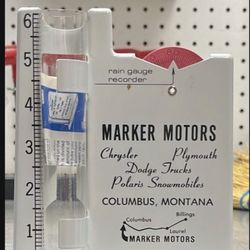 6
5
4
3
2
1
rain gauge
recorder
MARKER MOTORS
Chrysler Plymouth
Dodge Trucks
Polaris Snowmobiles
COLUMBUS, MONTANA
Columbus Billings
Laurel
MARKER MOTORS